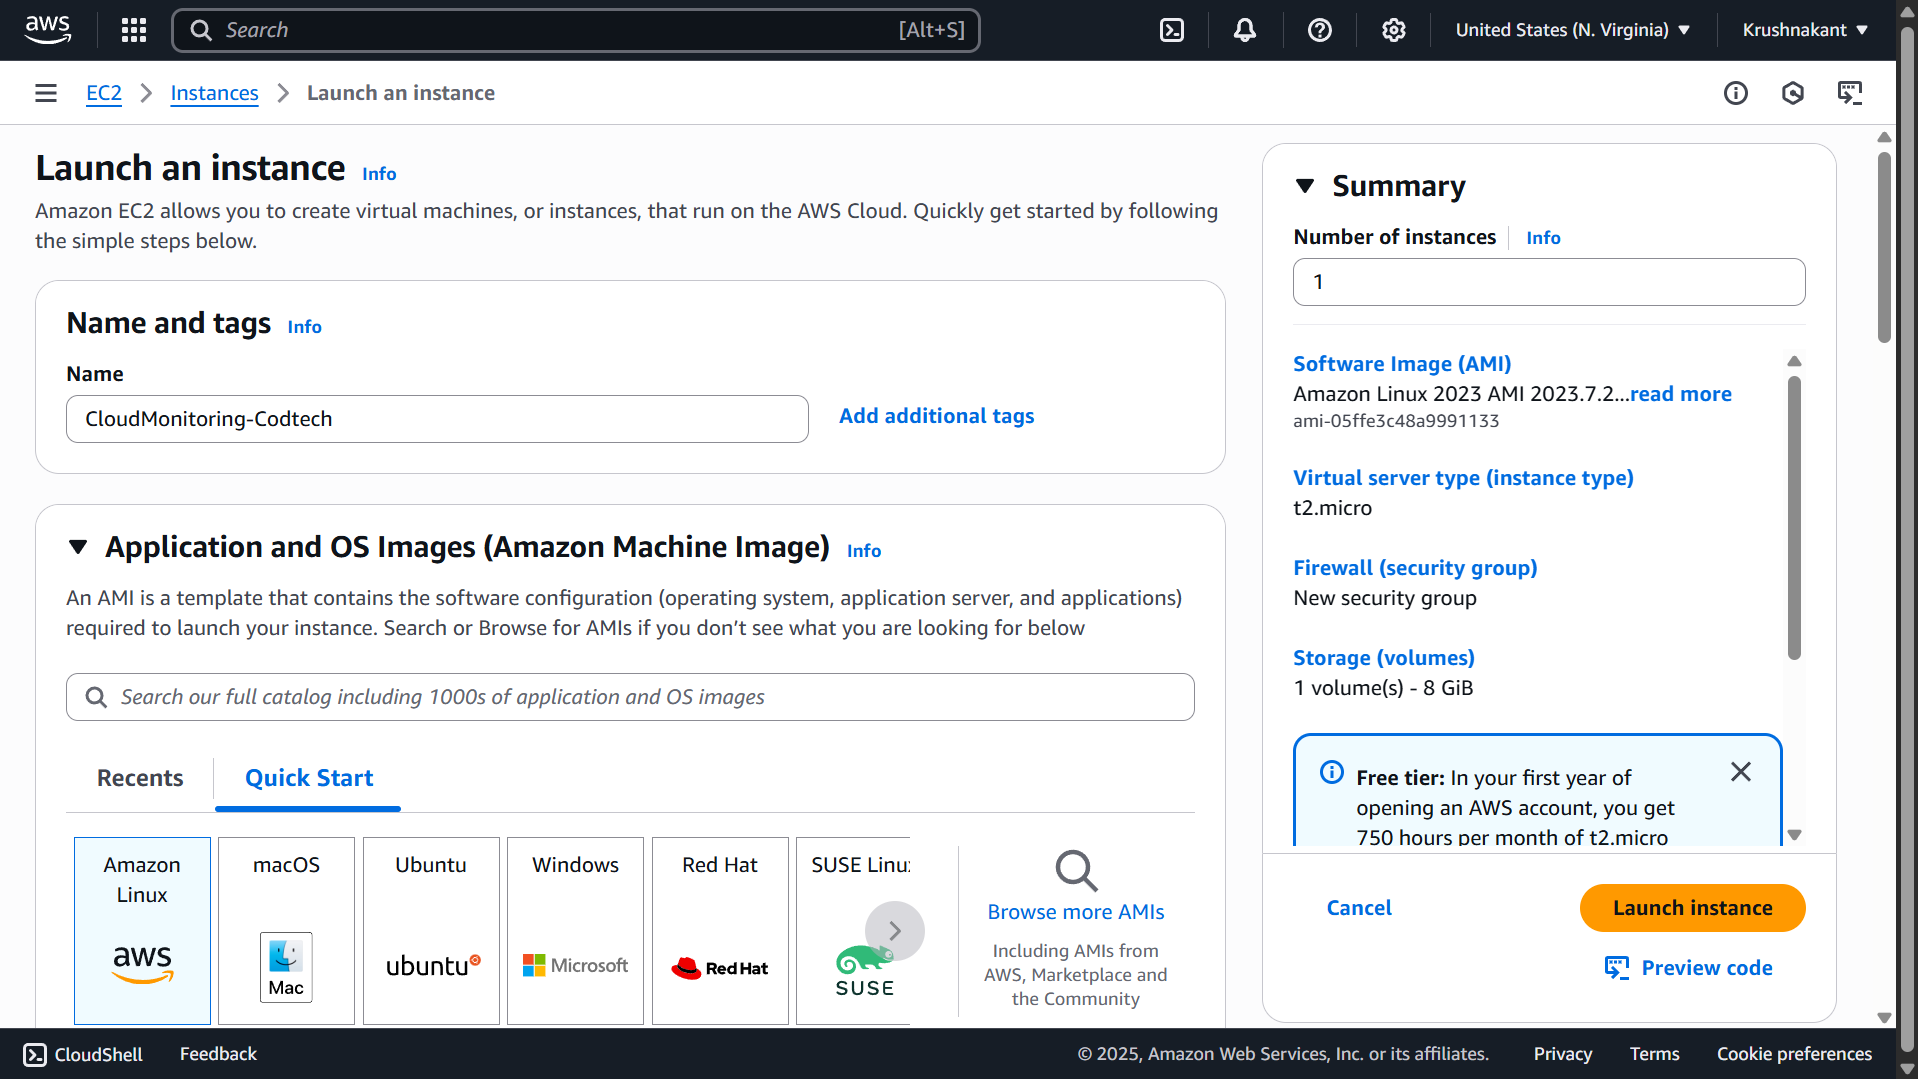 aws
Search
[Alt+S]
United States (N. Virginia)
Krushnakant
EC2
Instances
Launch an instance
Launch an instance Info
Amazon EC2 allows you to create virtual machines, or instances, that run on the AWS Cloud. Quickly get started by following
the simple steps below.
Name and tags Info
Name
CloudMonitoring-Codtech
Add additional tags
Application and OS Images (Amazon Machine Image) Info
An AMI is a template that contains the software configuration (operating system, application server, and applications)
required to launch your instance. Search or Browse for AMIs if you don’t see what you are looking for below
Search our full catalog including 1000s of application and OS images
Recents
Quick Start
Amazon
Linux
aws
macOS
Mac
Ubuntu
ubuntu
Windows
Microsoft
Red Hat
Red Hat
SUSE Linu
SUSE
Browse more AMIs
Including AMIs from
AWS, Marketplace and
the Community
Summary
Number of instances Info
1
Software Image (AMI)
Amazon Linux 2023 AMI 2023.7.2...read more
ami-05ffe3c48a9991133
Virtual server type (instance type)
t2.micro
Firewall (security group)
New security group
Storage (volumes)
1 volume(s) - 8 GiB
Free tier: In your first year of
opening an AWS account, you get
750 hours per month of t2.micro
Cancel
Launch instance
Preview code
CloudShell
Feedback
© 2025, Amazon Web Services, Inc. or its affiliates.
Privacy
Terms
Cookie preferences